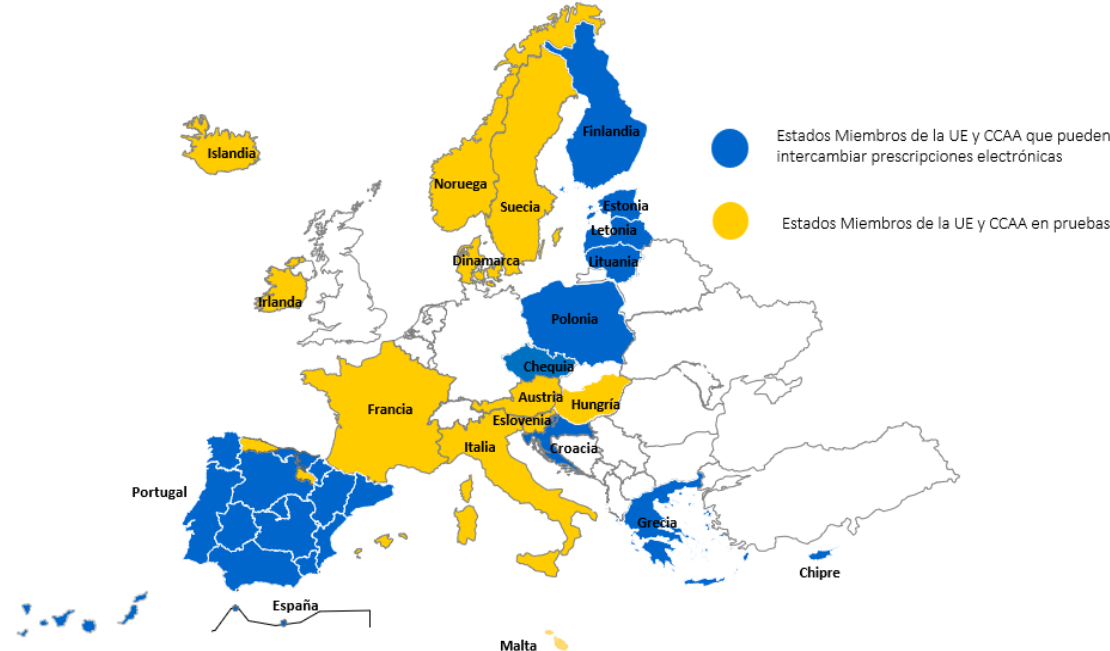 Finlandia
Estados Miembros de la UE y CCAA que pueden
intercambiar prescripciones electrónicas
Islandia
Noruega
Suecia
Estonia
Estados Miembros de la UE y CCAA en pruebas
Letonia
Dinamarca
Lituania
Irlanda
Polonia
Chequia
Austria
Hungría
Francia
Eslovenia
Italia
Croacia
Portugal
Grecia
Chipre
España
Malta